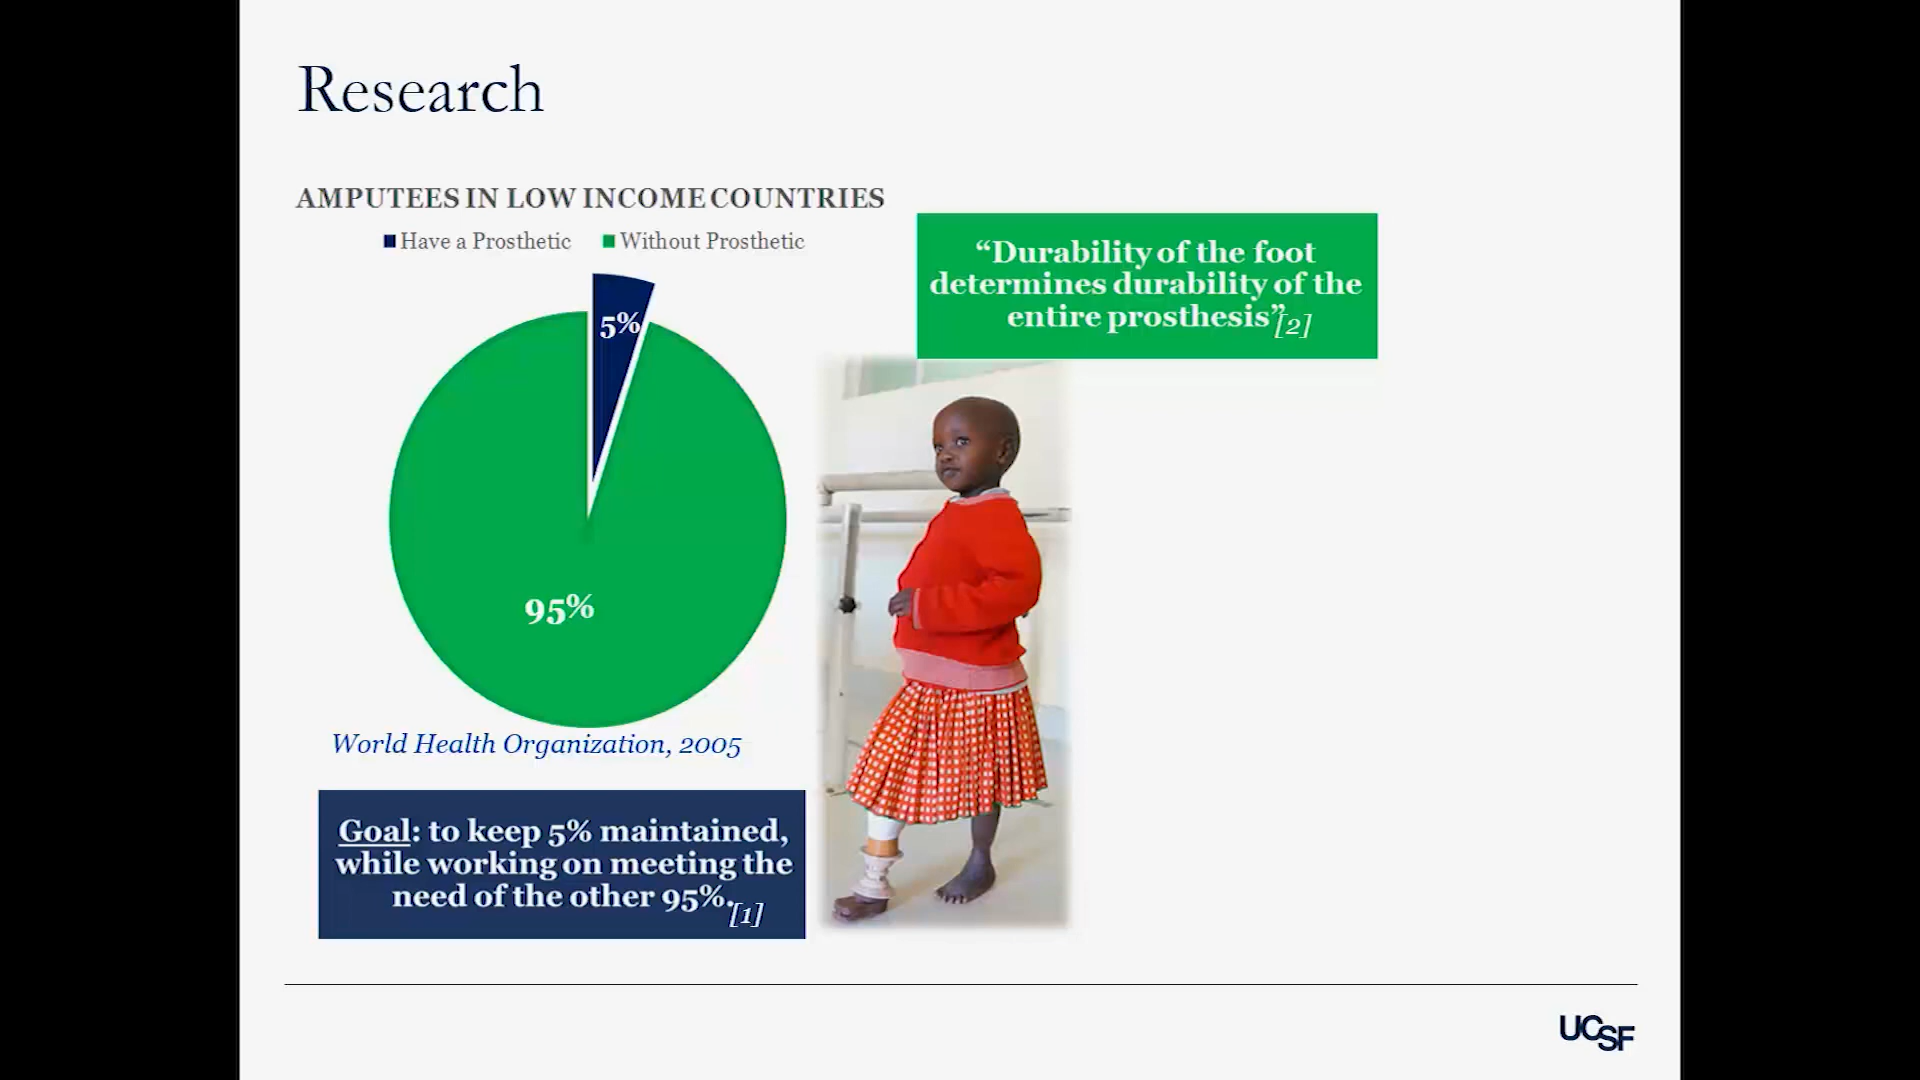 Research
AMPUTEES IN LOW INCOME COUNTRIES
Have a Prosthetic Without Prosthetic
5%
95%
World Health Organization, 2005
Goal: to keep 5% maintained,
while working on meeting the
need of the other 95%.[1]
“Durability of the foot
determines durability of the
entire prosthesis”[2]
UCSF